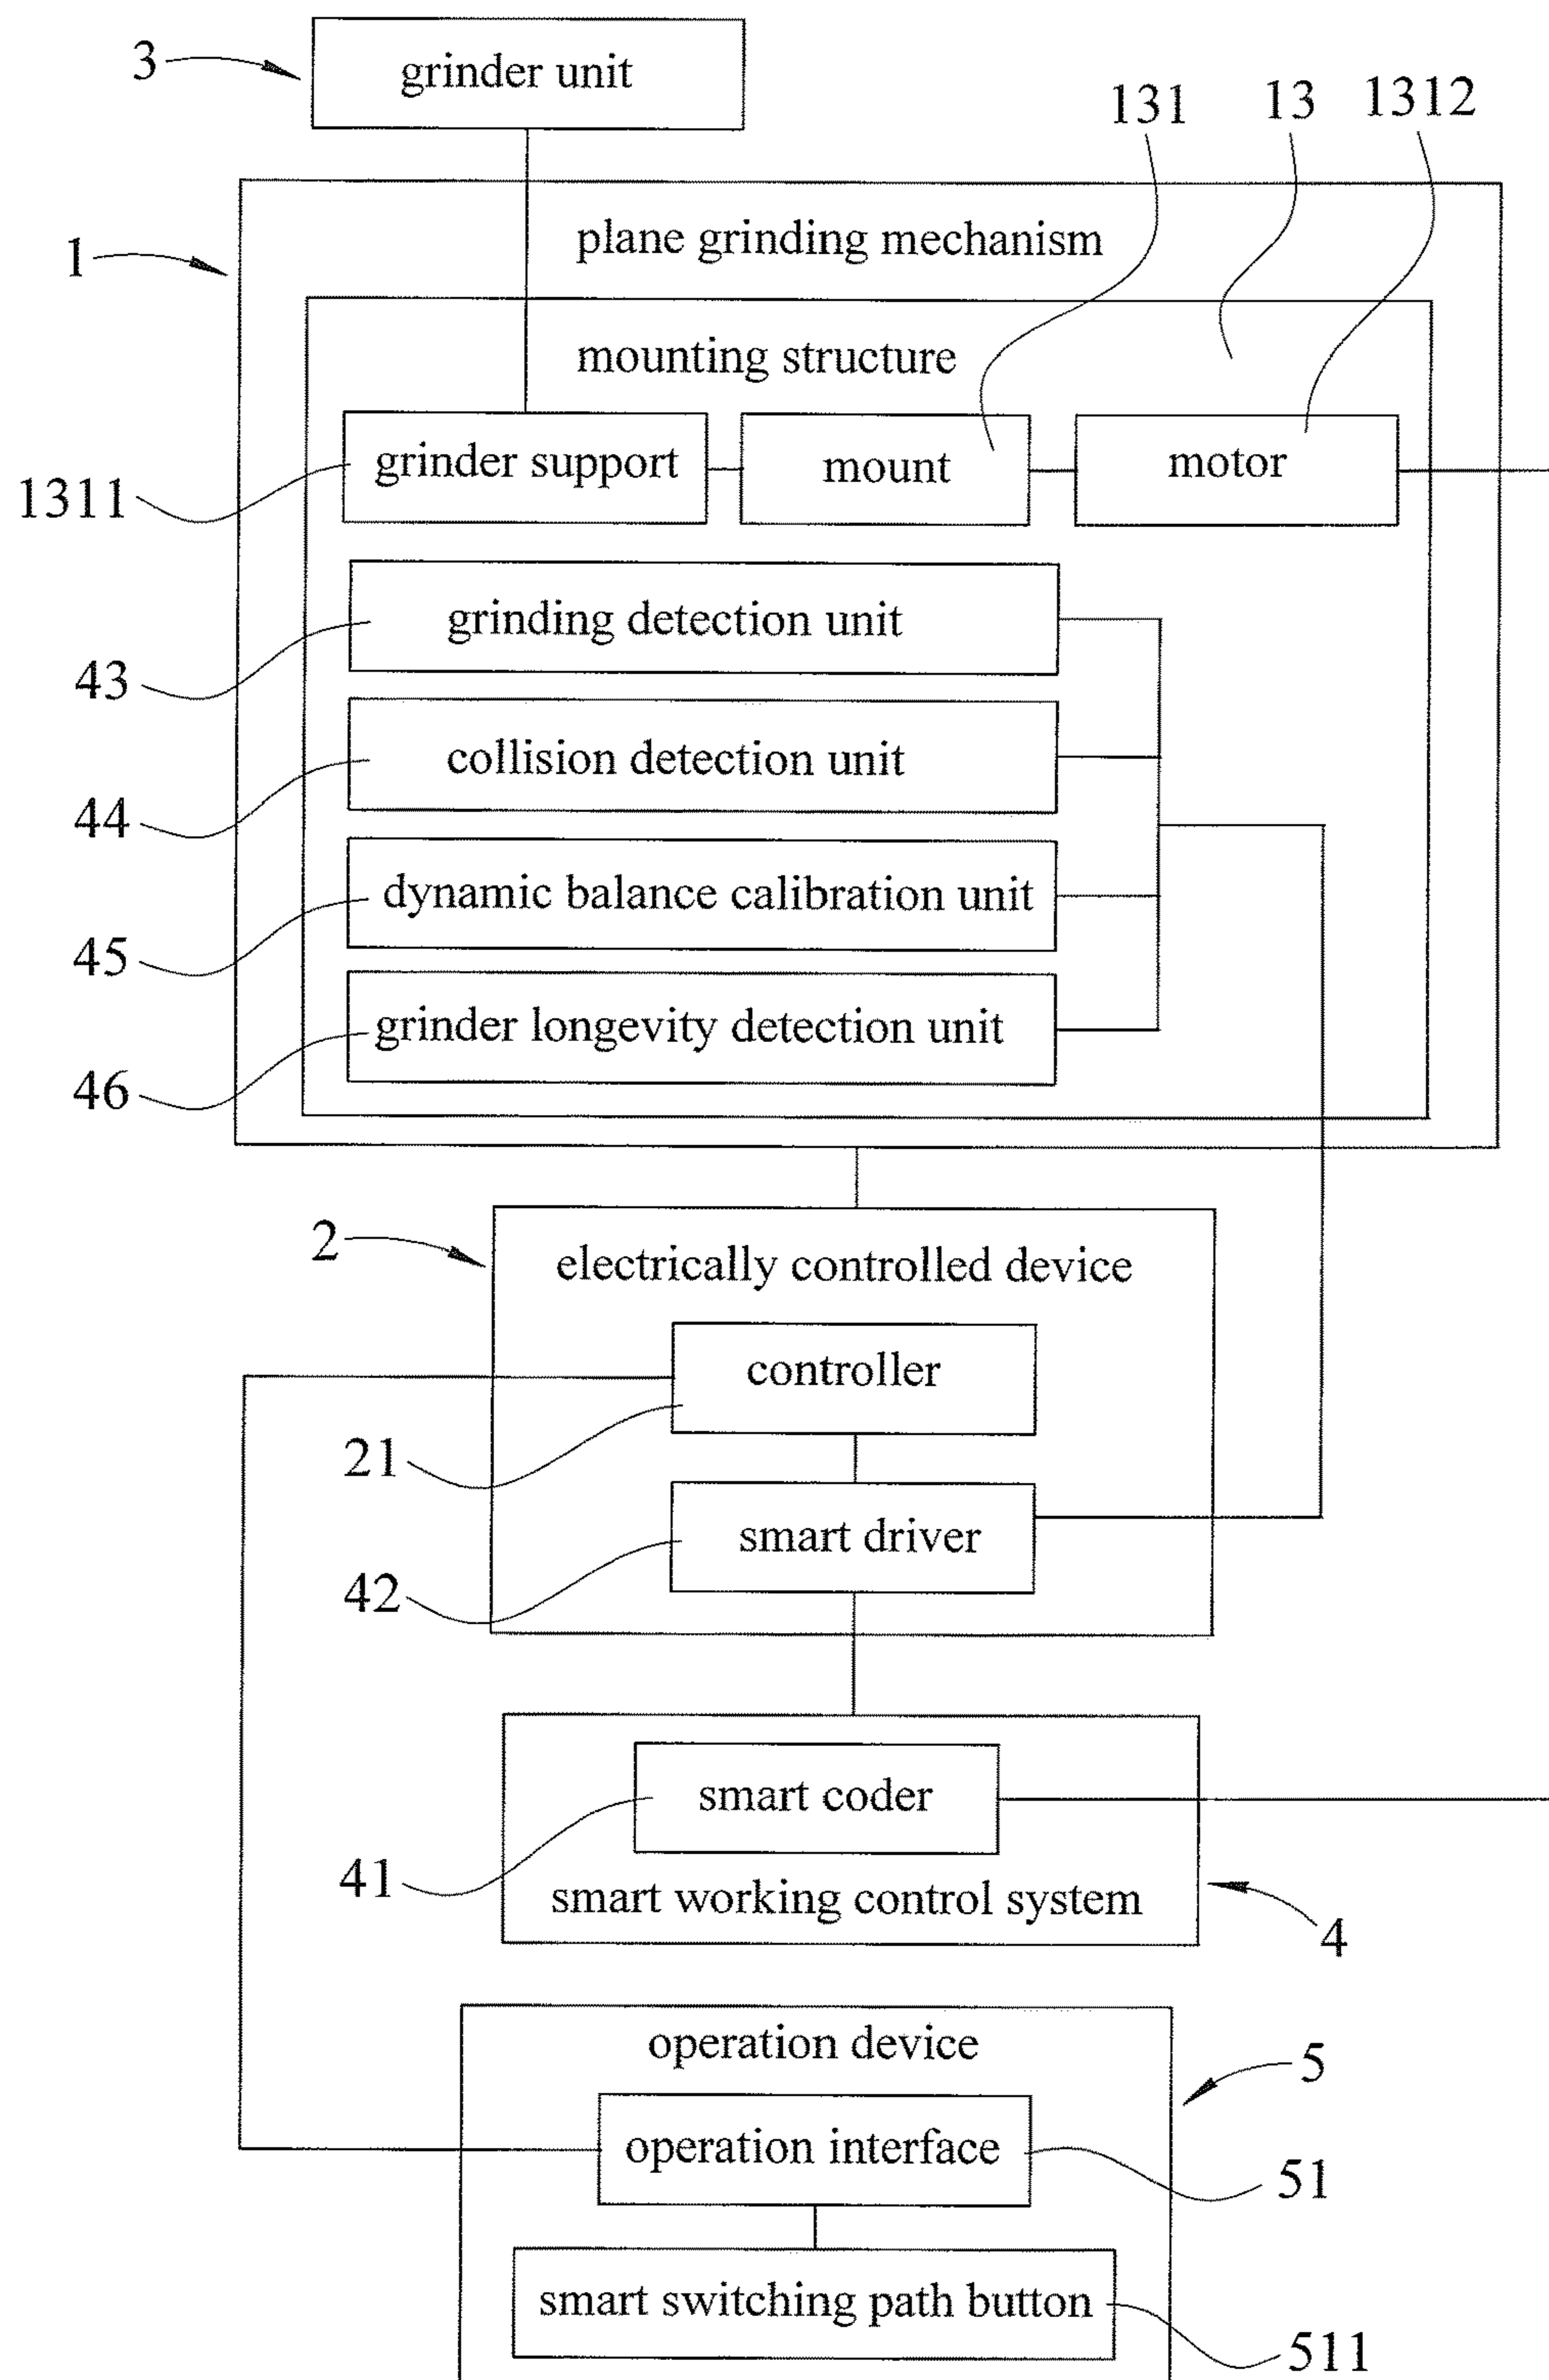 3
grinder unit
131
13
1312
1
plane grinding mechanism
mounting structure
1311
grinder support
mount
motor
43
grinding detection unit
44
collision detection unit
45
dynamic balance calibration unit
46
grinder longevity detection unit
2
electrically controlled device
controller
21
smart driver
42
smart coder
41
smart working control system
4
operation device
5
operation interface
51
smart switching path button
511